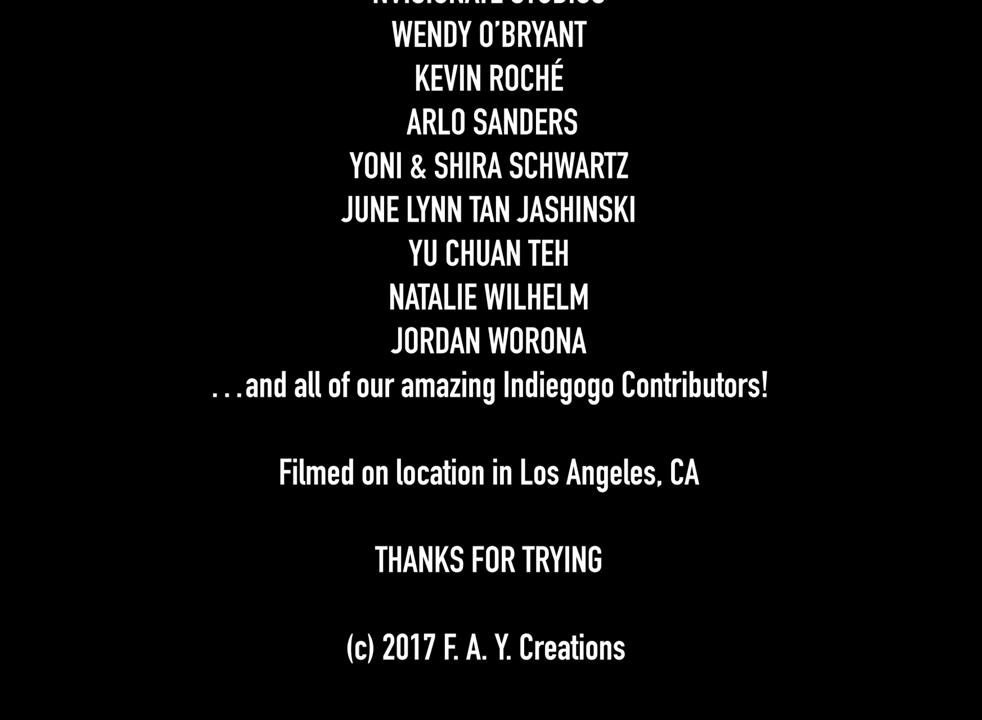 WENDY O’BRYANT
KEVIN ROCHÉ
ARLO SANDERS
YONI & SHIRA SCHWARTZ
JUNE LYNN TAN JASHINSKI
YU CHUAN TEH
NATALIE WILHELM
JORDAN WORONA
…and all of our amazing Indiegogo Contributors!
Filmed on location in Los Angeles, CA
THANKS FOR TRYING
(c) 2017 F. A. Y. Creations